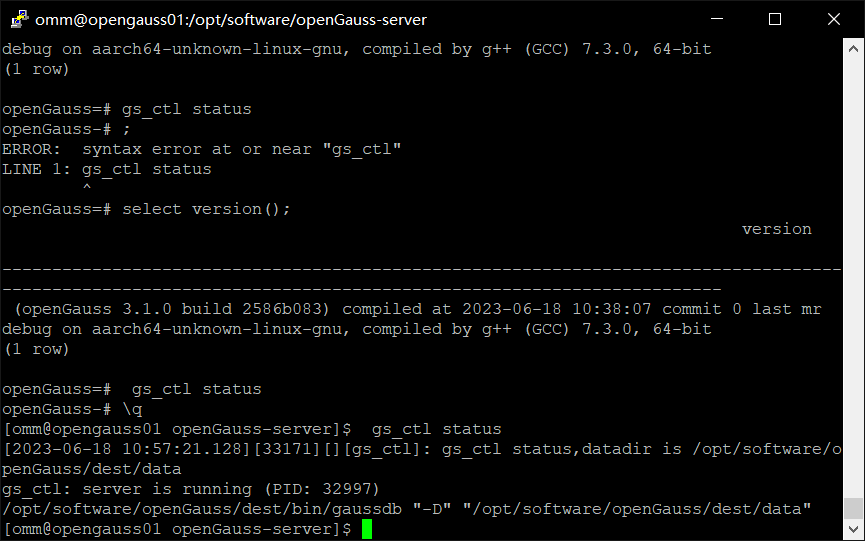 omm@opengauss01:/opt/software/openGauss-server
debug on aarch64-unknown-linux-gnu, compiled by g++ (GCC) 7.3.0, 64-bit
(1 row)
openGauss=# gs_ctl status
openGauss-# ;
ERROR:  syntax error at or near "gs_ctl"
LINE 1: gs_ctl status
        ^
openGauss=# select version();
version
------------------------------------------------------------------------------------
------------------------------------------------------------------------
 (openGauss 3.1.0 build 2586b083) compiled at 2023-06-18 10:38:07 commit 0 last mr
debug on aarch64-unknown-linux-gnu, compiled by g++ (GCC) 7.3.0, 64-bit
(1 row)
openGauss=#  gs_ctl status
openGauss-# \q
[omm@opengauss01 openGauss-server]$  gs_ctl status
[2023-06-18 10:57:21.128][33171][][gs_ctl]: gs_ctl status,datadir is /opt/software/o
penGauss/dest/data
gs_ctl: server is running (PID: 32997)
/opt/software/openGauss/dest/bin/gaussdb "-D" "/opt/software/openGauss/dest/data"
[omm@opengauss01 openGauss-server]$